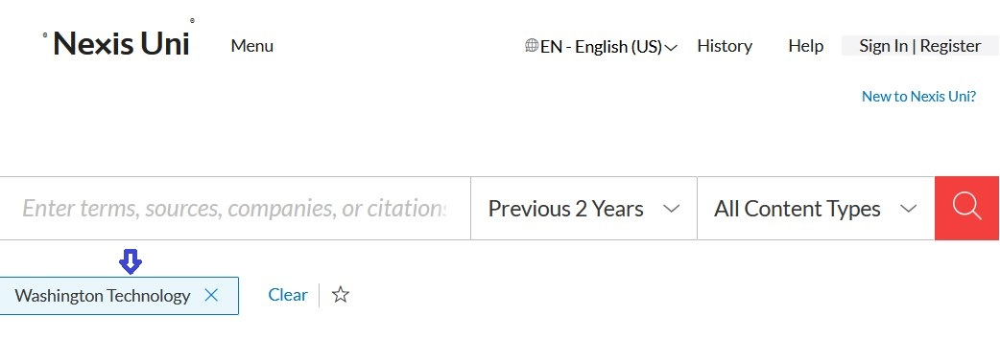 ® Nexis Uni ® Menu EN - English (US) History Help Sign In | Register
New to Nexis Uni?
Enter terms, sources, companies, or citations Previous 2 Years All Content Types
Washington Technology Clear